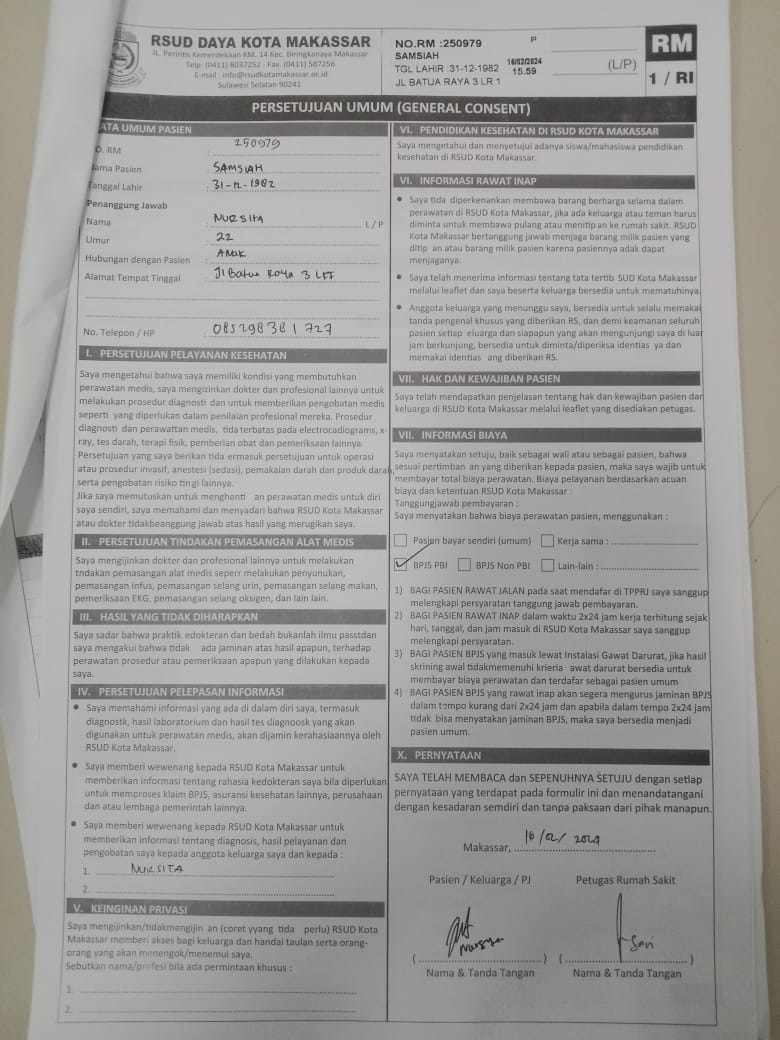 RSUD DAYA KOTA MAKASSAR
JL. Perintis Kemerdekaan KM. 14 Kec. Biringkanaya Makassar
Telp. (0411) 8037252 - Fax. (0411) 587256
E-mail : info@rsudkotamakassar.or.id
Sulawesi Selatan 90241
NO.RM :250979 P
SAMSIAH
TGL LAHIR :31-12-1982
16/02/2024
15.59
JL BATUA RAYA 3 LR 1
(L/P)
RM
1 / RI
PERSETUJUAN UMUM (GENERAL CONSENT)
ATA UMUM PASIEN
O. RM : 250979
ama Pasien : SAMSIAH
Tanggal Lahir : 31-12-1982
Penanggung Jawab
Nama : NURSITA L / P
Umur : 22
Hubungan dengan Pasien : ANAK
Alamat Tempat Tinggal : Jl Batua Raya 3
No. Telepon / HP : 085298381727
I. PERSETUJUAN PELAYANAN KESEHATAN
Saya mengetahui bahwa saya memiliki kondisi yang membutuhkan
perawatan medis, saya mengizinkan dokter dan profesional lainnya untuk
melakukan prosedur diagnosti dan untuk memberikan pengobatan medis
seperti yang diperlukan dalam penilaian profesional mereka. Prosedur
diagnosti dan perawattan medis, tida terbatas pada electrocadiograms, x-
ray, tes darah, terapi fisik, pemberian obat dan pemeriksaan lainnya.
Persetujuan yang saya berikan tida ermasuk persetujuan untuk operasi
atau prosedur invasif, anestesi (sedasi), pemakaian darah dan produk darah,
serta pengobatan risiko tingi lainnya.
Jika saya memutuskan untuk menghenti an perawatan medis untuk diri
saya sendiri, saya memahami dan menyadari bahwa RSUD Kota Makassar
atau dokter tidakbeanggung jawab atas hasil yang merugikan saya.
II. PERSETUJUAN TINDAKAN PEMASANGAN ALAT MEDIS
Saya mengijinkan dokter dan profesional lainnya untuk melakukan
tndakan pemasangan alat medis seperr melakukan penyunukan,
pemasangan infus, pemasangan selang urin, pemasangan selang makan,
pemeriksaan EKG, pemasangan selang oksigen, dan lain lain.
III. HASIL YANG TIDAK DIHARAPKAN
Saya sadar bahwa praktik edokteran dan bedah bukanlah ilmu passtdan
saya mengakui bahwa tidak ada jaminan atas hasil apapun, terhadap
perawatan prosedur atau pemeriksaan apapun yang dilakukan kepada
saya.
IV. PERSETUJUAN PELEPASAN INFORMASI
• Saya memahami informasi yang ada di dalam diri saya, termasuk
diagnostk, hasil laboratorium dan hasil tes diagnoosk yang akan
digunakan untuk perawatan medis, akan dijamin kerahasiaannya oleh
RSUD Kota Makassar.
• Saya memberi wewenang kepada RSUD Kota Makassar untuk
memberikan informasi tentang rahasia kedokteran saya bila diperlukan
untuk memproses klaim BPJS, asuransi kesehatan lainnya, perusahaan
dan atau lembaga pemerintah lainnya.
• Saya memberi wewenang kepada RSUD Kota Makassar untuk
memberikan informasi tentang diagnosis, hasil pelayanan dan
pengobatan saya kepada anggota keluarga saya dan kepada :
1. NURSITA
2.
V. KEINGINAN PRIVASI
Saya mengijinkan/tidakmengijin an (coret yyang tida perlu) RSUD Kota
Makassar memberi akses bagi keluarga dan handai taulan serta orang-
orang yang akan menengok/menemui saya.
Sebutkan nama/profesi bila ada permintaan khusus :
1.
2.
VI. PENDIDIKAN KESEHATAN DI RSUD KOTA MAKASSAR
Saya mengetahui dan menyetujui adanya siswa/mahasiswa pendidikan
kesehatan di RSUD Kota Makassar.
VI. INFORMASI RAWAT INAP
• Saya tida diperkenankan membawa barang berharga selama dalam
perawatan di RSUD Kota Makassar, jika ada keluarga atau teman harus
diminta untuk membawa pulang atau menitipan ke rumah sakit. RSUD
Kota Makassar bertanggung jawab menjaga barang milik pasien yang
ditip an atau barang milik pasien karena pasiennya adak dapat
menjaganya.
• Saya telah menerima informasi tentang tata tertib SUD Kota Makassar
melalui leaflet dan saya beserta keluarga bersedia untuk mematuhinya.
• Anggota keluarga yang menunggu saya, bersedia untuk selalu memakai
tanda pengenal khusus yang diberikan RS, dan demi keamanan seluruh
pasien setiap eluarga dan siapapun yang akan mengunjungi saya di luar
jam berkunjung, bersedia untuk diminta/diperiksa identias ya dan
memakai identias ang diberikan RS.
VII. HAK DAN KEWAJIBAN PASIEN
Saya telah mendapatkan penjelasan tentang hak dan kewajiban pasien dan
keluarga di RSUD Kota Makassar melalui leaflet yang disediakan petugas.
VII. INFORMASI BIAYA
Saya menyatakan setuju, baik sebagai wali atau sebagai pasien, bahwa
sesuai pertimban an yang diberikan kepada pasien, maka saya wajib untuk
membayar total biaya perawatan. Biaya pelayanan berdasarkan acuan
biaya dan ketentuan RSUD Kota Makassar :
Tanggungjawab pembayaran :
Saya menyatakan bahwa biaya perawatan pasien, menggunakan :
Pasien bayar sendiri (umum) Kerja sama :
BPJS PBI BPJS Non PBI Lain-lain :
1) BAGI PASIEN RAWAT JALAN pada saat mendafar di TPPRJ saya sanggup
melengkapi persyaratan tanggung jawab pembayaran.
2) BAGI PASIEN RAWAT INAP dalam waktu 2x24 jam kerja terhitung sejak
hari, tanggal, dan jam masuk di RSUD Kota Makassar saya sanggup
melengkapi persyaratan.
3) BAGI PASIEN BPJS yang masuk lewat Instalasi Gawat Darurat, jika hasil
skrining awal tidakmemenuhi krieria awat darurat bersedia untuk
membayar biaya perawatan dan terdafar sebagai pasien umum
4) BAGI PASIEN BPJS yang rawat inap akan segera mengurus jaminan BPJS
dalam tempo kurang dari 2x24 jam dan apabila dalam tempo 2x24 jam
tidak bisa menyatakan jaminan BPJS, maka saya bersedia menjadi
pasien umum.
X. PERNYATAAN
SAYA TELAH MEMBACA dan SEPENUHNYA SETUJU dengan setiap
pernyataan yang terdapat pada formulir ini dan menandatangani
dengan kesadaran semdiri dan tanpa paksaan dari pihak manapun.
Makassar, 16/02/2024
Pasien / Keluarga / PJ Petugas Rumah Sakit
Sari
Nama & Tanda Tangan Nama & Tanda Tangan